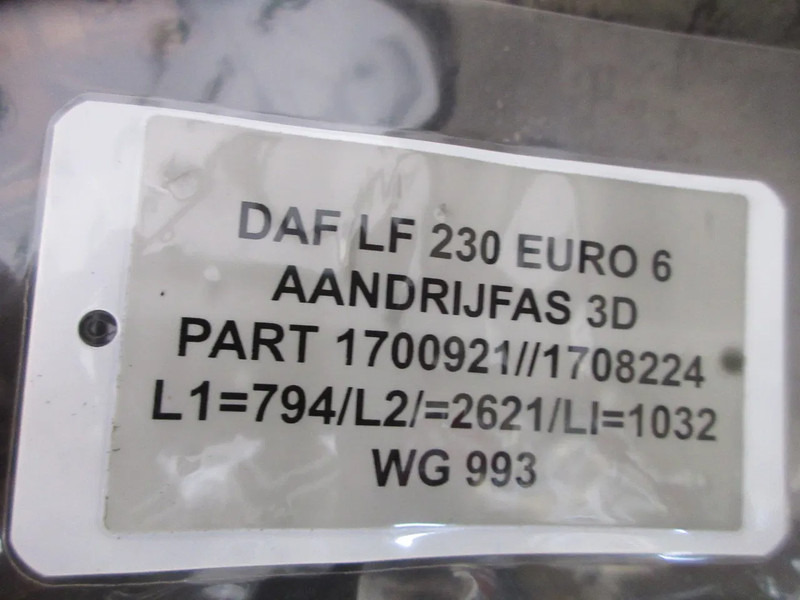 DAF LF 230 EURO 6
AANDRIJFAS 3D
PART 1700921//1708224
L1=794/L2/=2621/LI=1032
WG 993